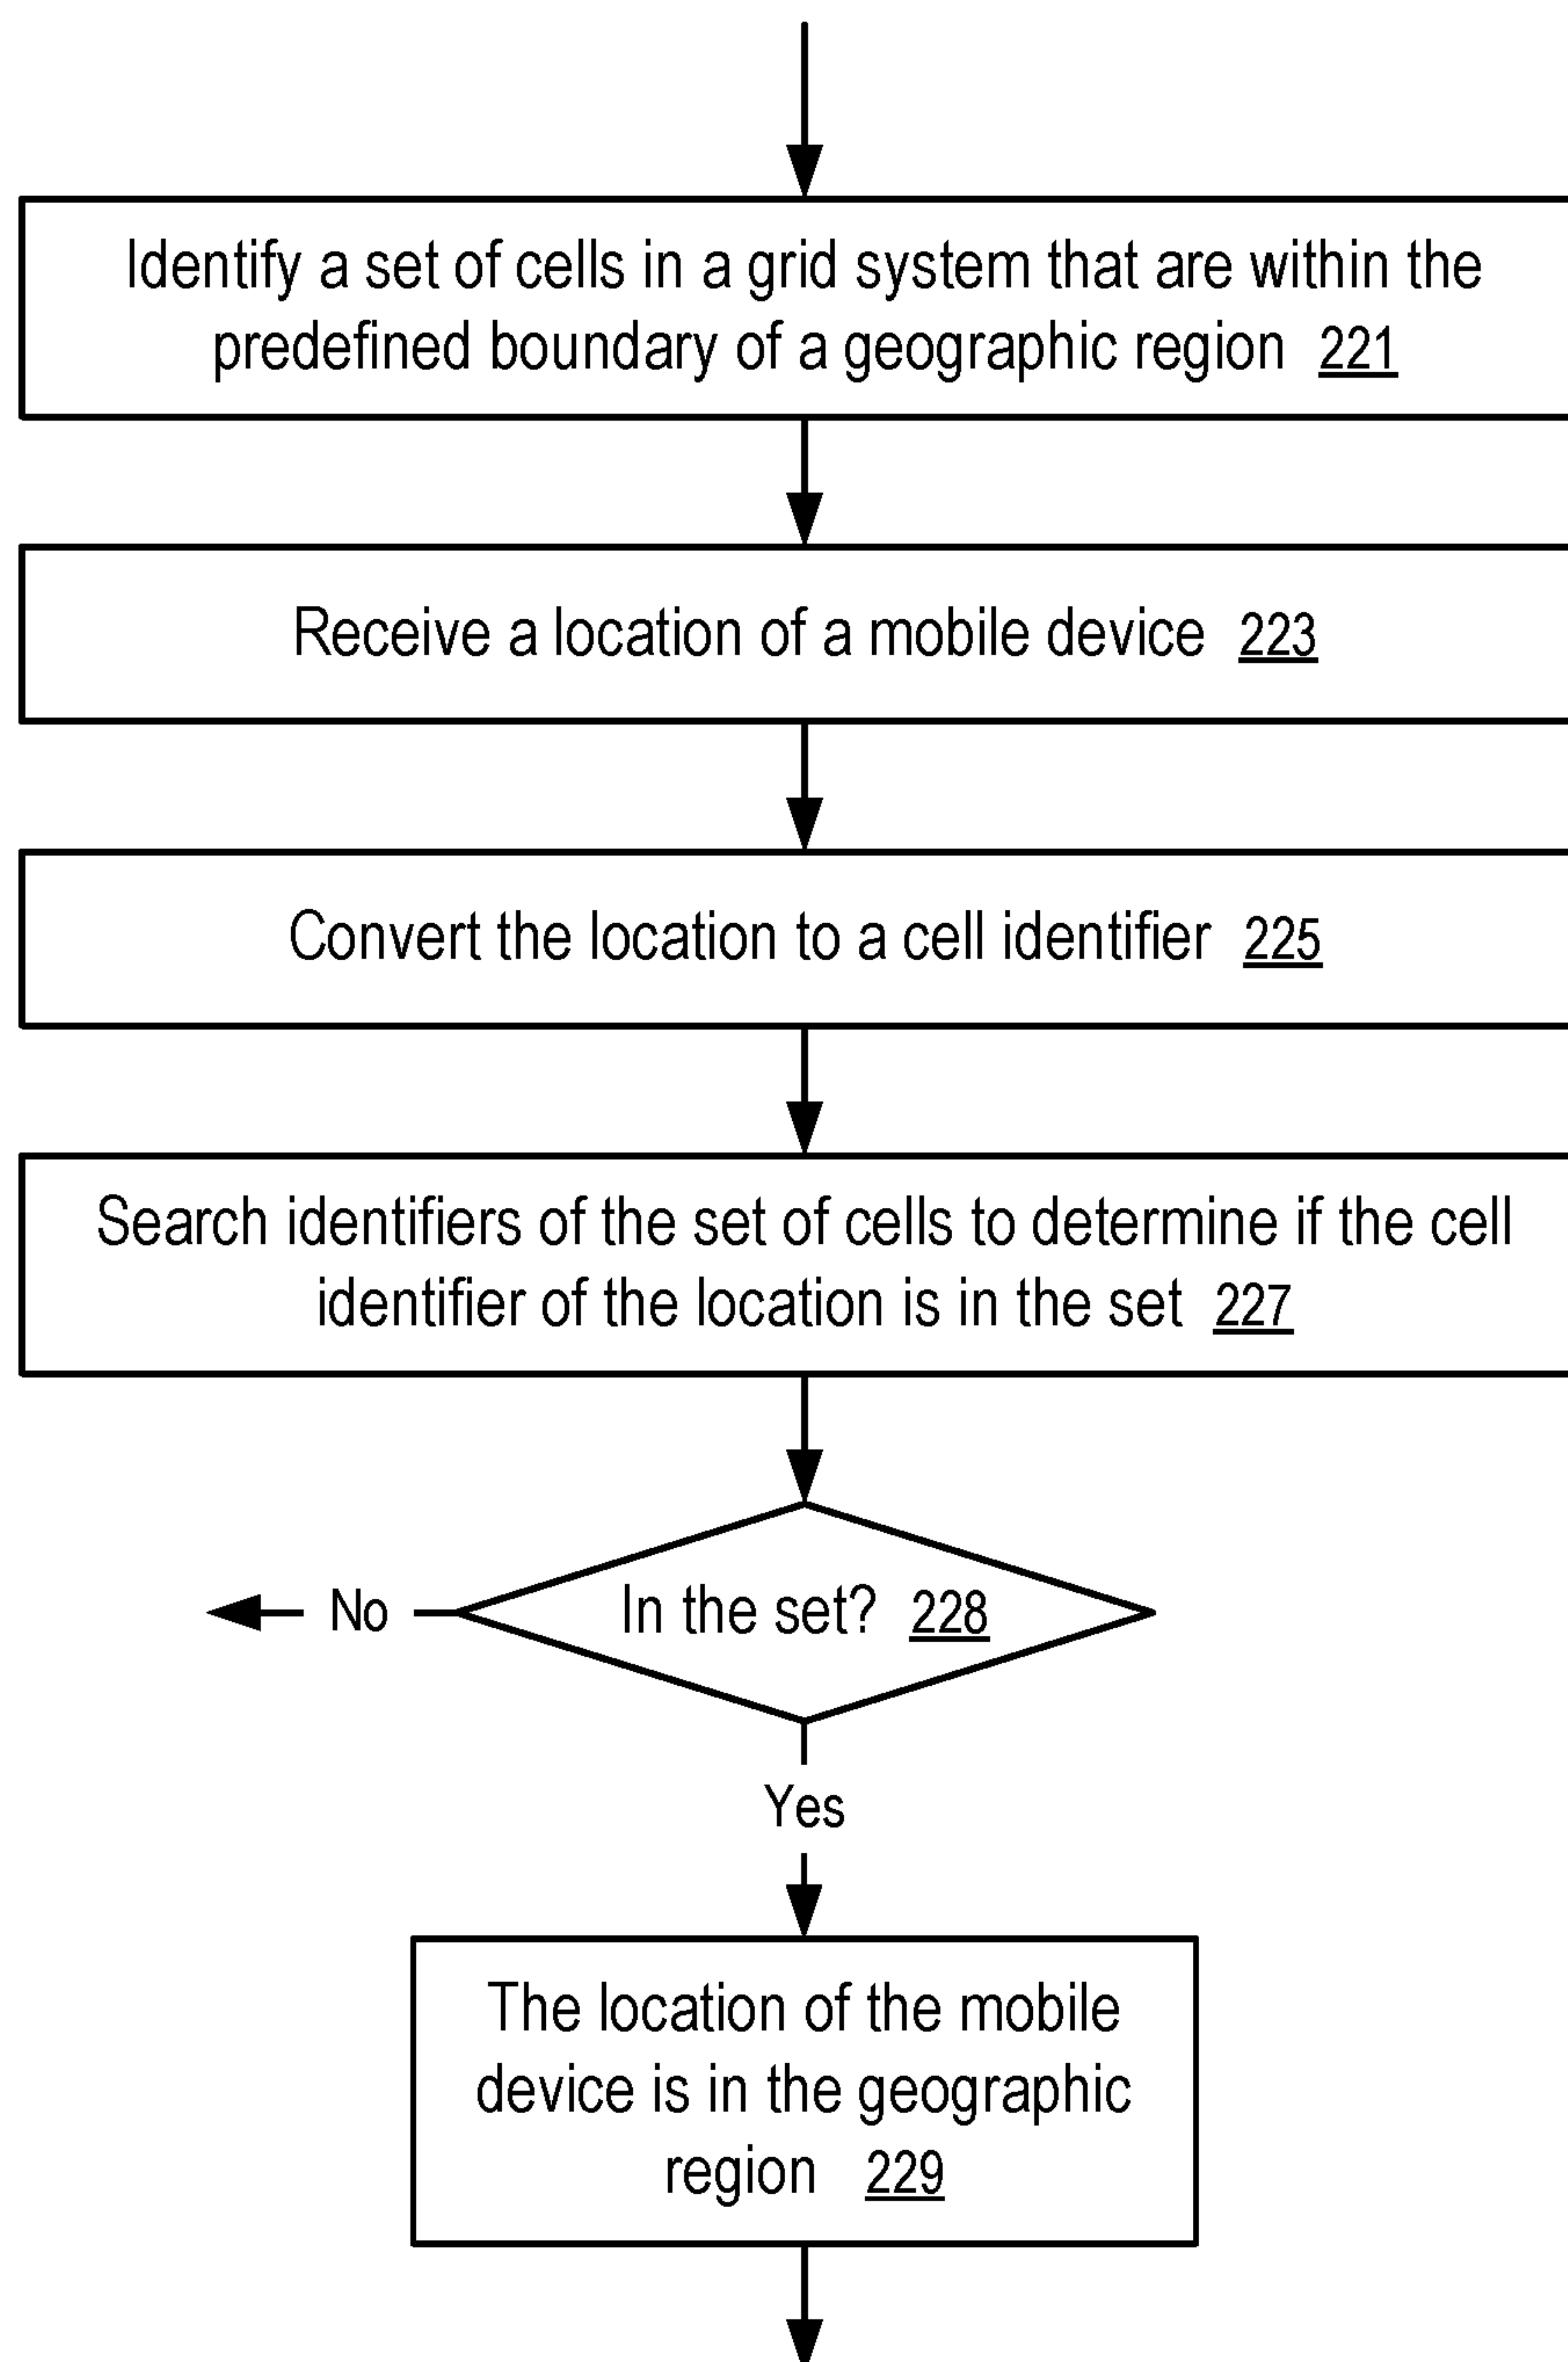 Identify a set of cells in a grid system that are within the
predefined boundary of a geographic region 221
Receive a location of a mobile device 223
Convert the location to a cell identifier 225
Search identifiers of the set of cells to determine if the cell
identifier of the location is in the set 227
In the set? 228
No
Yes
The location of the mobile
device is in the geographic
region 229